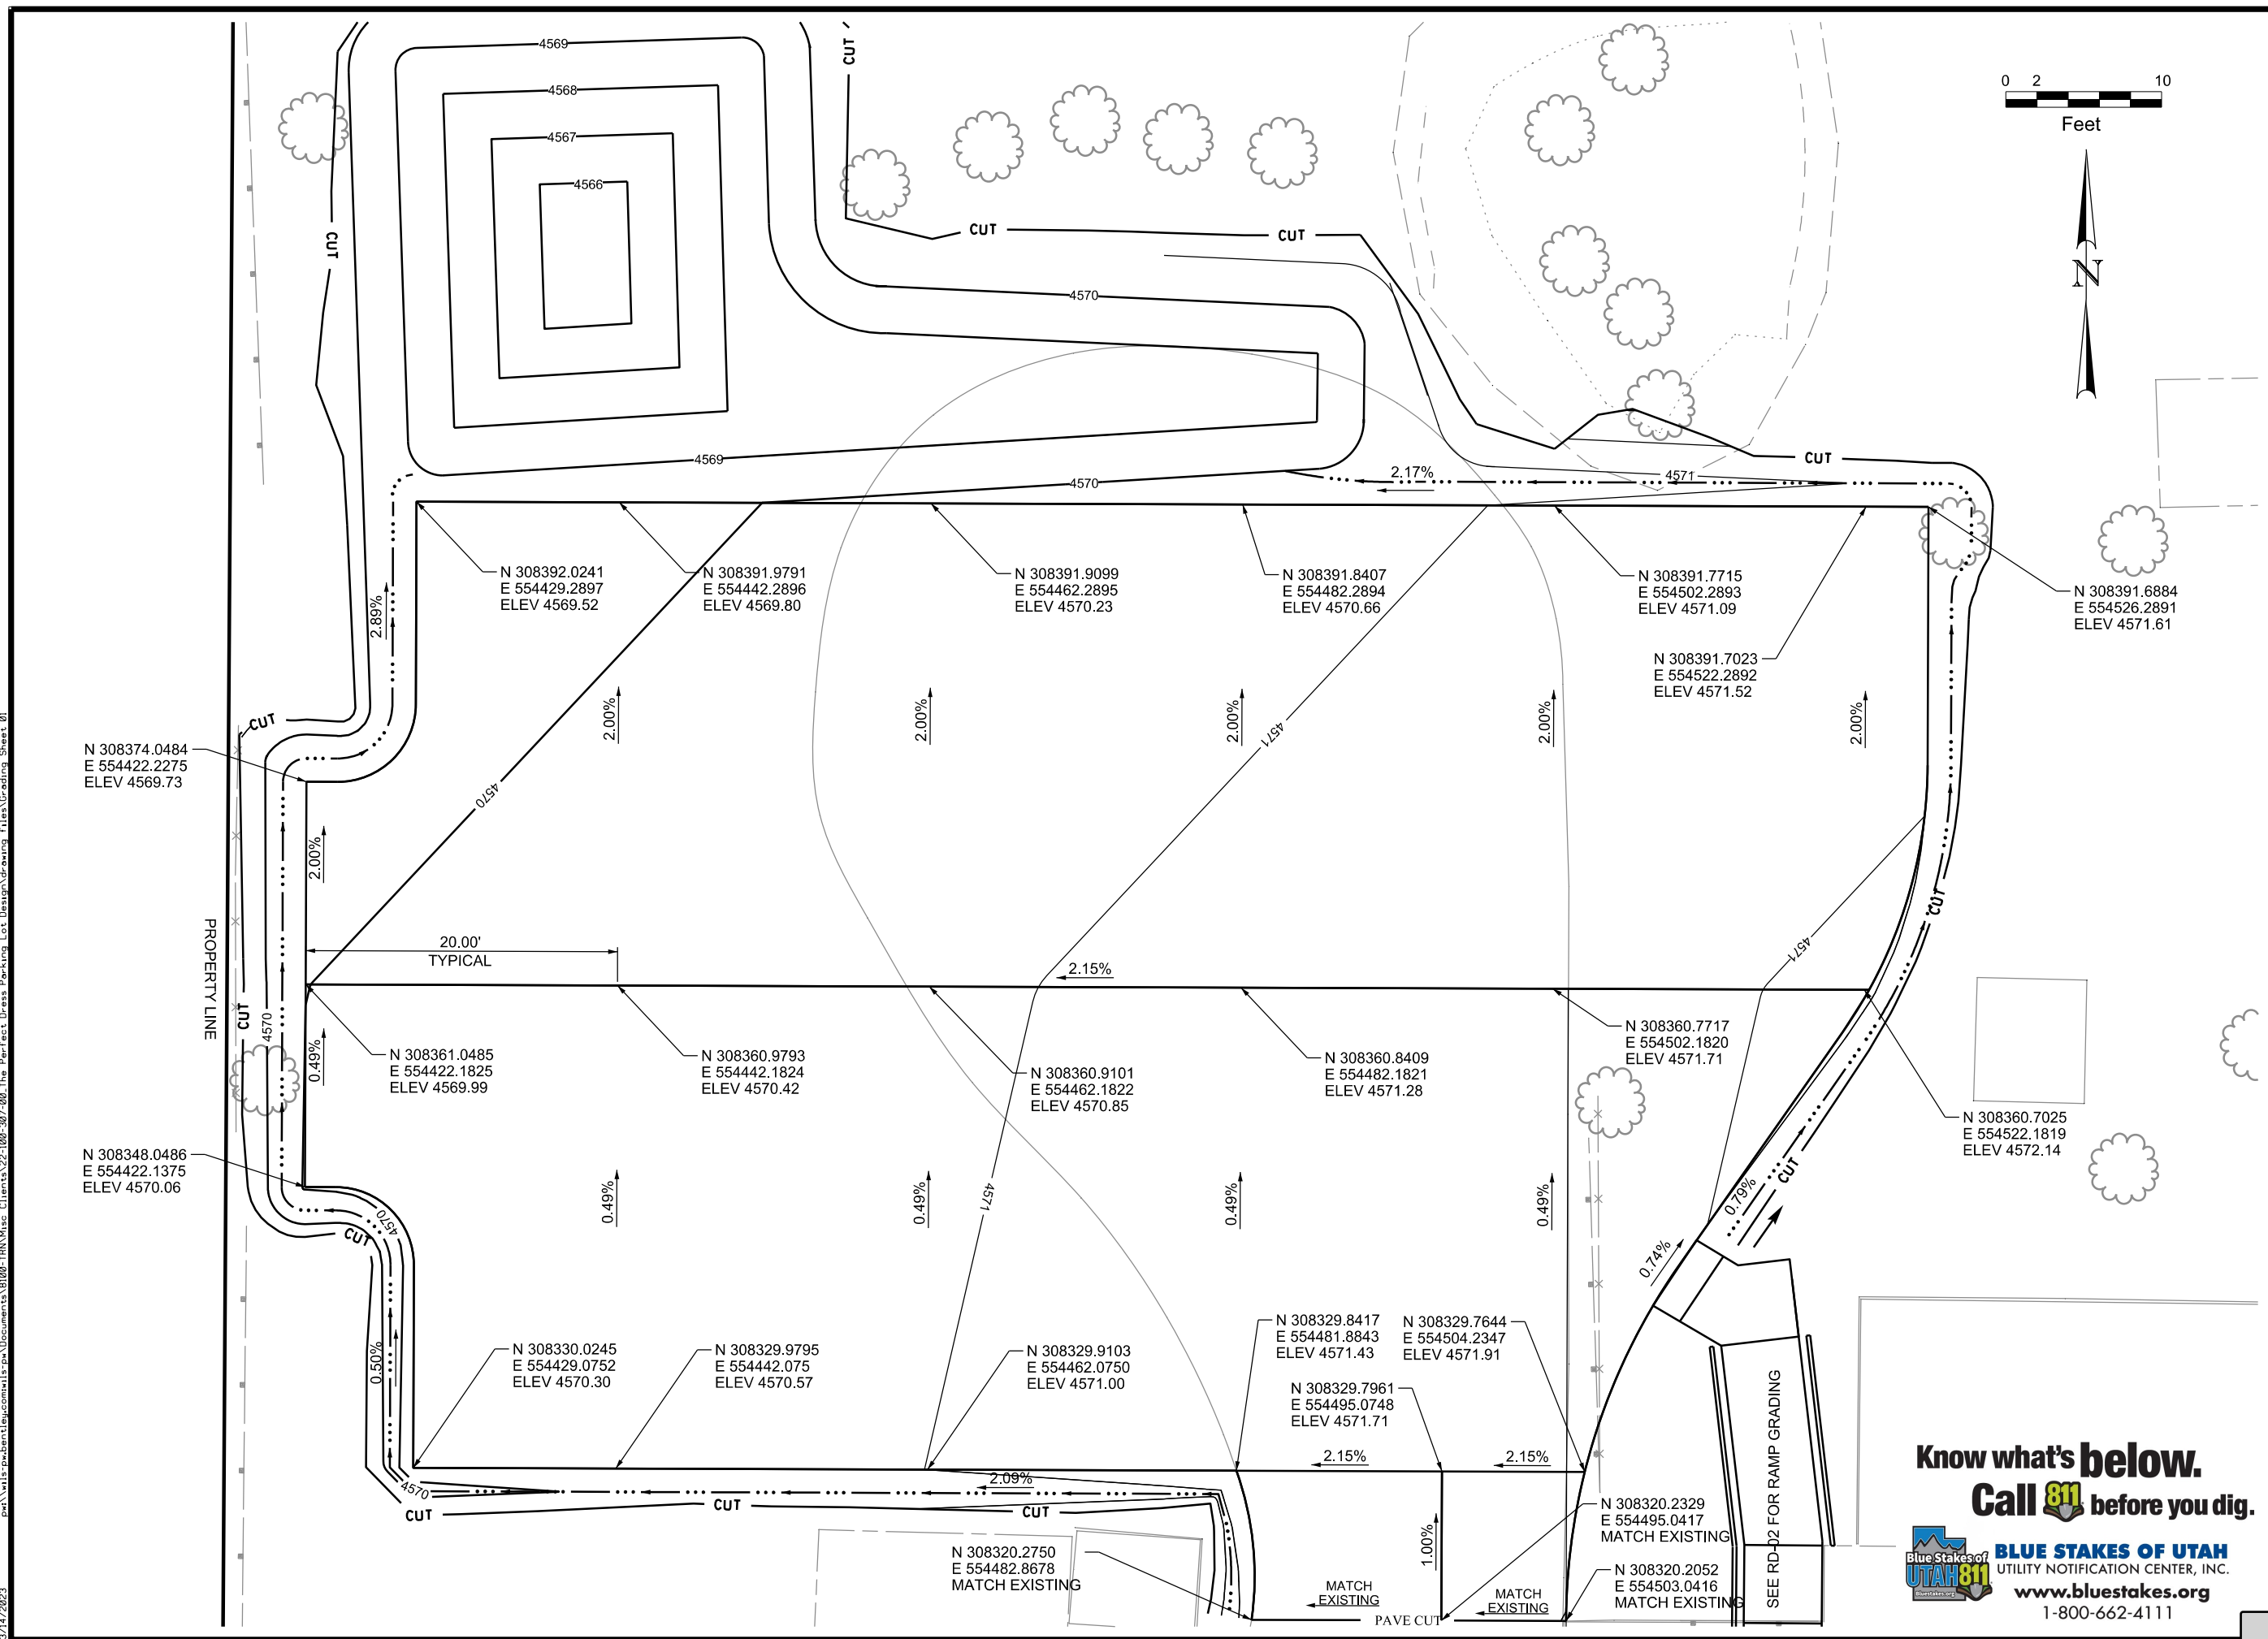 4569
CUT
4568
0 2 10
Feet
4567
4566
CUT
CUT
CUT
N
4570
4569
4570
2.17%
4571
CUT
N 308392.0241
E 554429.2897
ELEV 4569.52
N 308391.9791
E 554442.2896
ELEV 4569.80
N 308391.9099
E 554462.2895
ELEV 4570.23
N 308391.8407
E 554482.2894
ELEV 4570.66
N 308391.7715
E 554502.2893
ELEV 4571.09
N 308391.6884
E 554526.2891
ELEV 4571.61
N 308391.7023
E 554522.2892
ELEV 4571.52
2.89%
2.00%
2.00%
2.00%
2.00%
2.00%
CUT
4571
N 308374.0484
E 554422.2275
ELEV 4569.73
4570
2.00%
CUT
PROPERTY LINE
20.00'
TYPICAL
2.15%
4571
CUT
4570
0.49%
N 308361.0485
E 554422.1825
ELEV 4569.99
N 308360.9793
E 554442.1824
ELEV 4570.42
N 308360.9101
E 554462.1822
ELEV 4570.85
N 308360.8409
E 554482.1821
ELEV 4571.28
N 308360.7717
E 554502.1820
ELEV 4571.71
N 308360.7025
E 554522.1819
ELEV 4572.14
N 308348.0486
E 554422.1375
ELEV 4570.06
0.49%
0.49%
4571
0.49%
0.49%
0.79%
CUT
4570
CUT
0.74%
0.50%
N 308330.0245
E 554429.0752
ELEV 4570.30
N 308329.9795
E 554442.075
ELEV 4570.57
N 308329.9103
E 554462.0750
ELEV 4571.00
N 308329.8417
E 554481.8843
ELEV 4571.43
N 308329.7644
E 554504.2347
ELEV 4571.91
N 308329.7961
E 554495.0748
ELEV 4571.71
2.15%
2.15%
2.09%
4570
CUT
CUT
CUT
N 308320.2750
E 554482.8678
MATCH EXISTING
1.00%
N 308320.2329
E 554495.0417
MATCH EXISTING
N 308320.2052
E 554503.0416
MATCH EXISTING
MATCH
EXISTING
MATCH
EXISTING
PAVE CUT
SEE RD-02 FOR RAMP GRADING
Know what's below.
Call 811 before you dig.
Blue Stakes of
UTAH 811
Bluestakes.org
BLUE STAKES OF UTAH
UTILITY NOTIFICATION CENTER, INC.
www.bluestakes.org
1-800-662-4111
3/14/2023